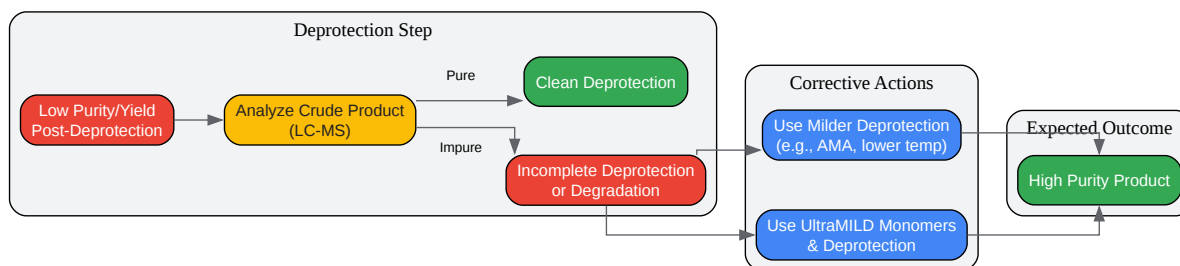 Deprotection Step
Low Purity/Yield
Post-Deprotection
Analyze Crude Product
(LC-MS)
Pure
Impure
Clean Deprotection
Incomplete Deprotection
or Degradation
Corrective Actions
Use Milder Deprotection
(e.g., AMA, lower temp)
Use UltraMILD Monomers
& Deprotection
Expected Outcome
High Purity Product